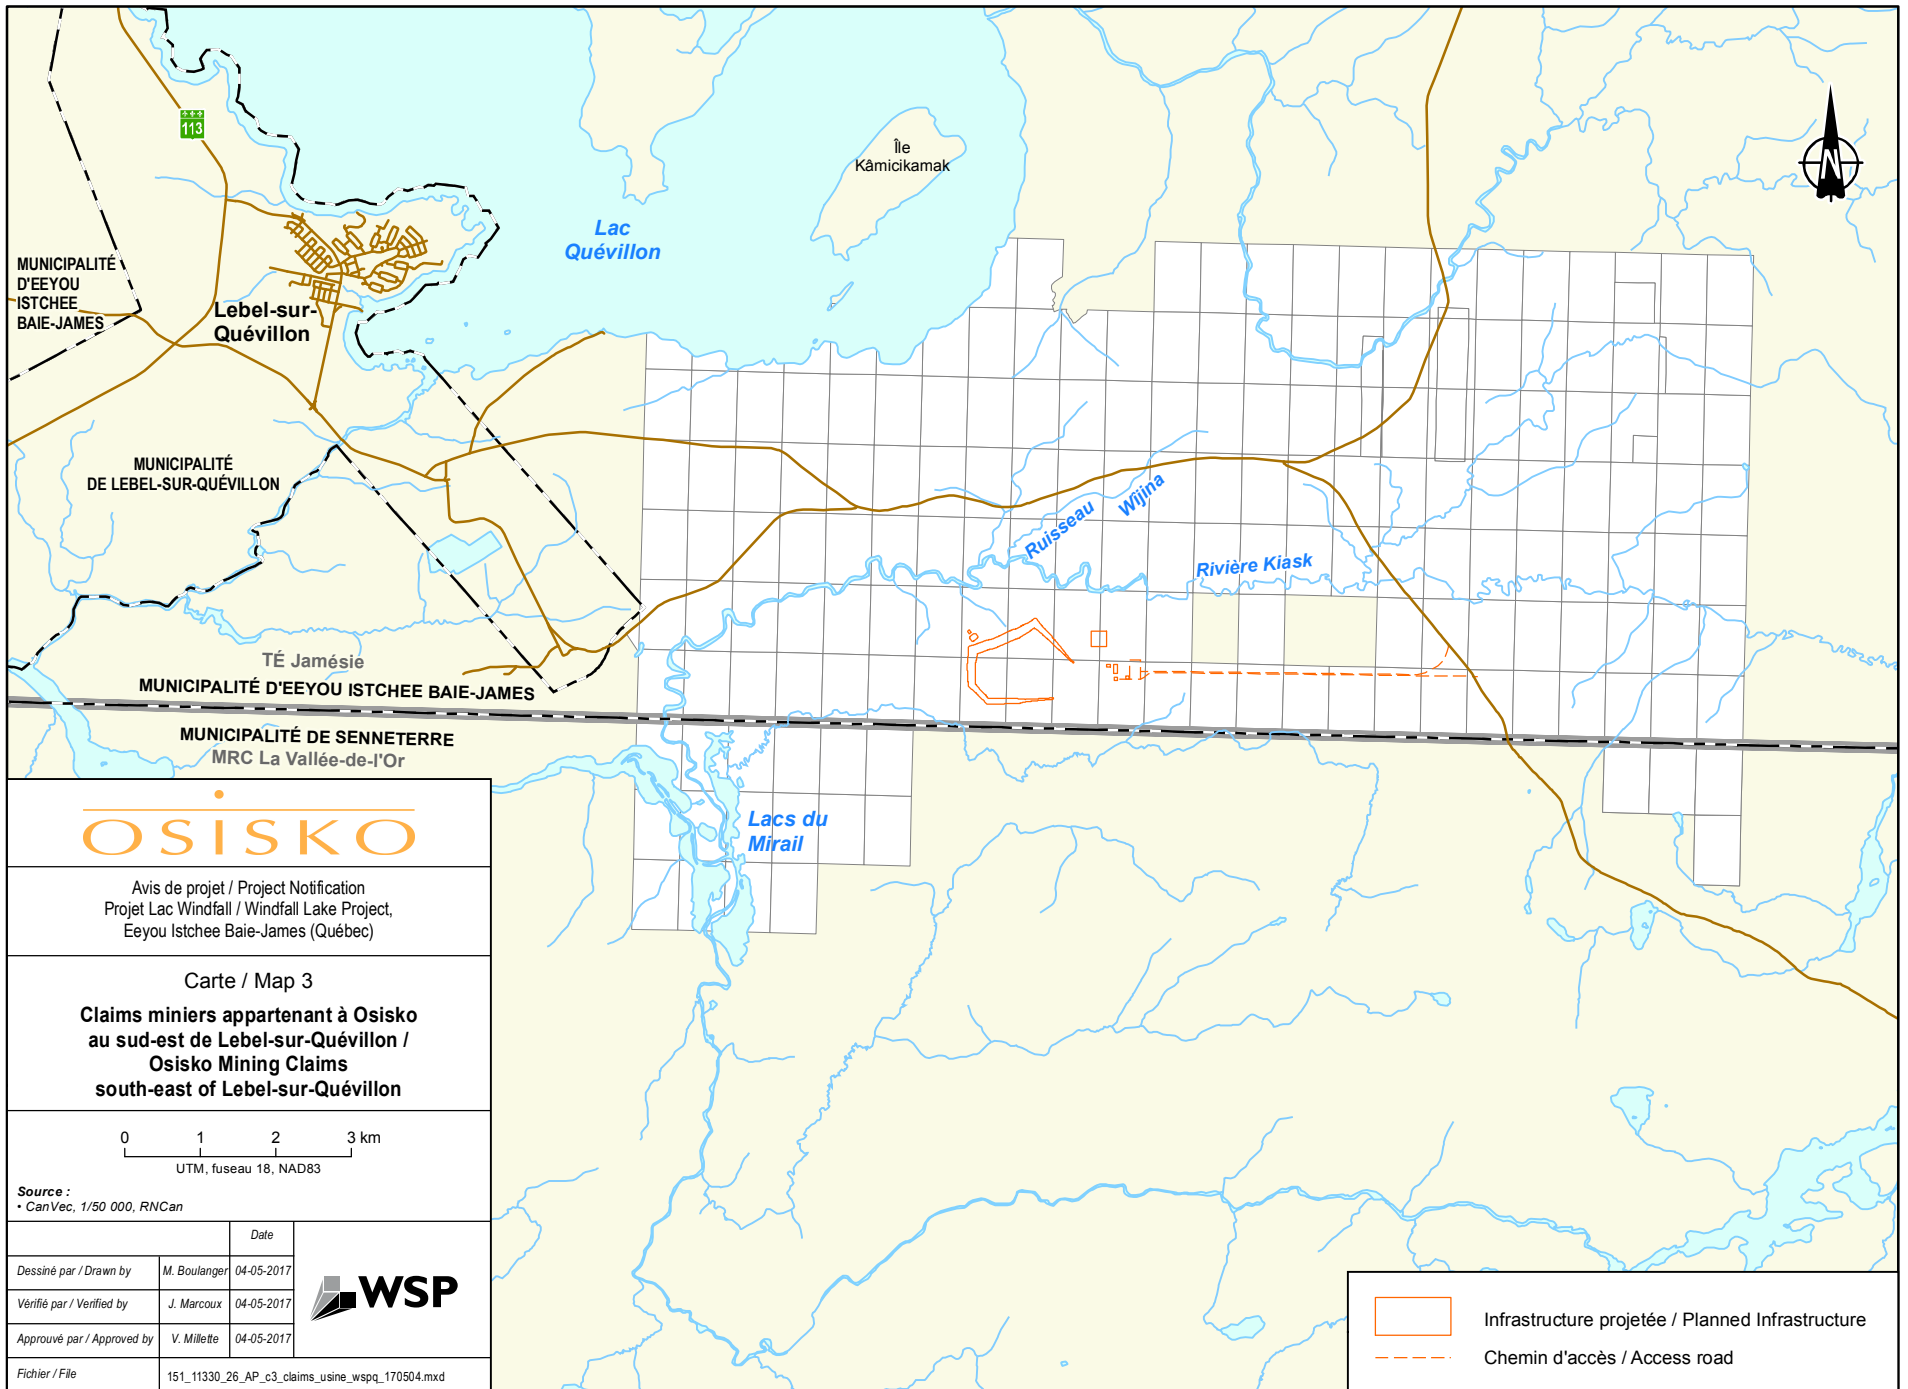 113
Île
Kâmicikamak
Lac
Quévillon
MUNICIPALITÉ
D'EEYOU
ISTCHEE
BAIE-JAMES
Lebel-sur-
Quévillon
MUNICIPALITÉ
DE LEBEL-SUR-QUÉVILLON
Ruisseau Wijina
Rivière Kiask
TÉ Jamésie
MUNICIPALITÉ D'EEYOU ISTCHEE BAIE-JAMES
MUNICIPALITÉ DE SENNETERRE
MRC La Vallée-de-l'Or
Lacs du
Mirail
N
OSISKO
Avis de projet / Project Notification
Projet Lac Windfall / Windfall Lake Project,
Eeyou Istchee Baie-James (Québec)
Carte / Map 3
Claims miniers appartenant à Osisko
au sud-est de Lebel-sur-Quévillon /
Osisko Mining Claims
south-east of Lebel-sur-Quévillon
0 1 2 3 km
UTM, fuseau 18, NAD83
Source :
• CanVec, 1/50 000, RNCan
Date
Dessiné par / Drawn by M. Boulanger 04-05-2017
Vérifié par / Verified by J. Marcoux 04-05-2017
Approuvé par / Approved by V. Millette 04-05-2017
WSP
Fichier / File 151_11330_26_AP_c3_claims_usine_wspq_170504.mxd
Infrastructure projetée / Planned Infrastructure
Chemin d'accès / Access road